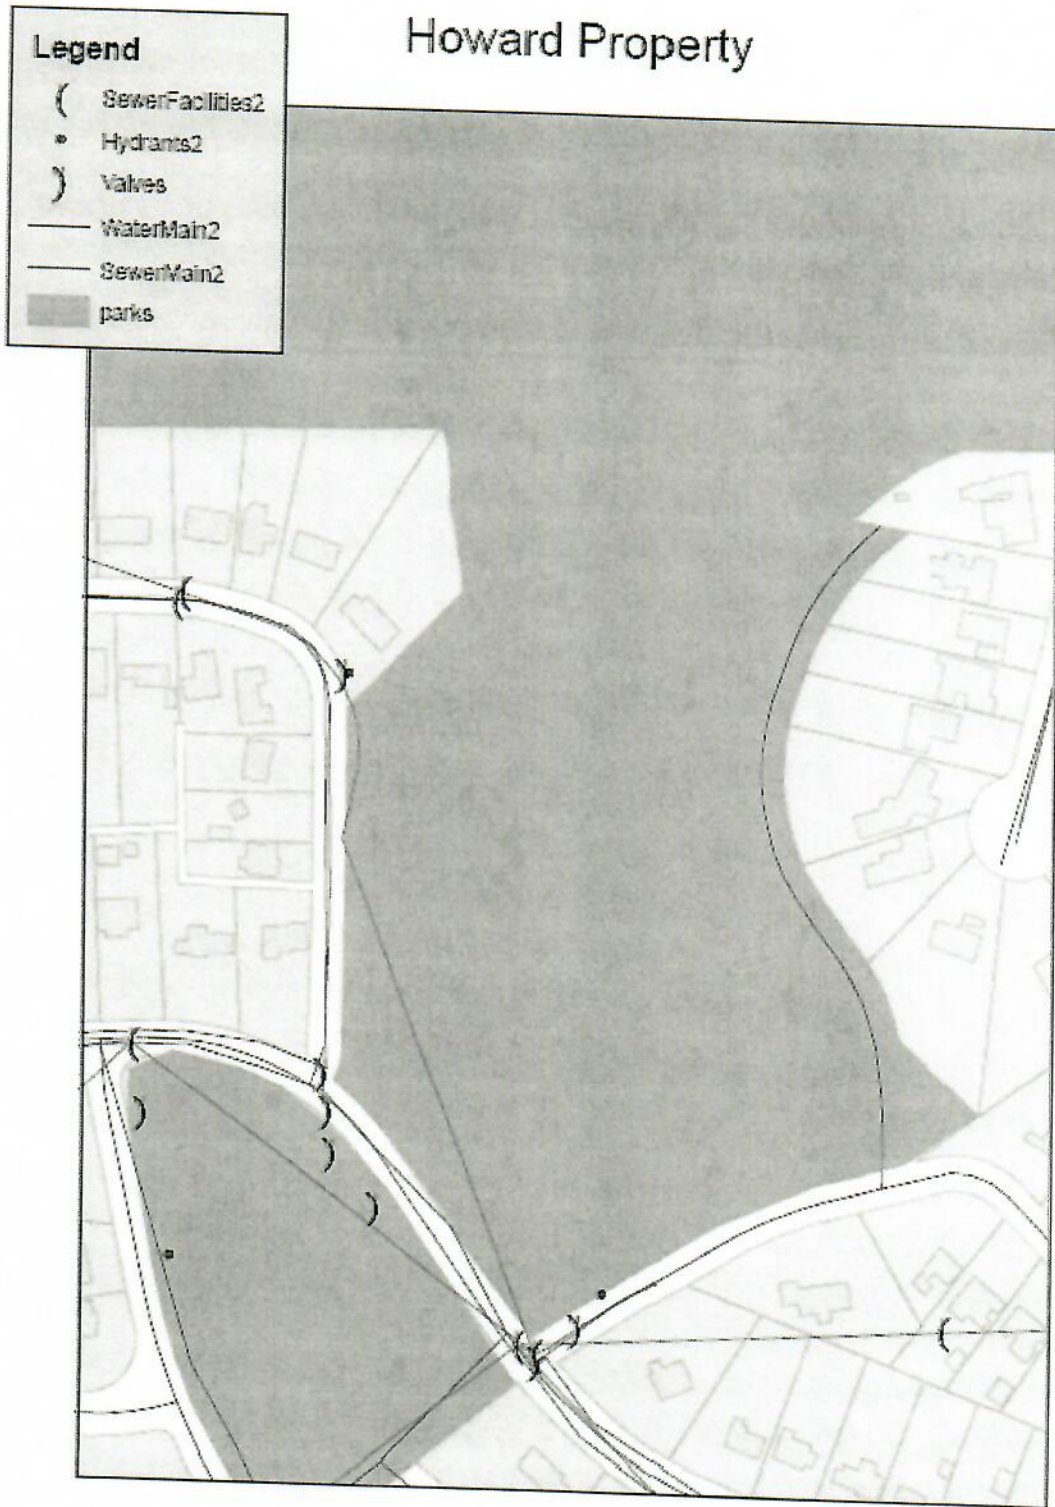 Howard Property
Legend
SewerFacilities2
Hydrants2
Valves
WaterMain2
SewerMain2
parks